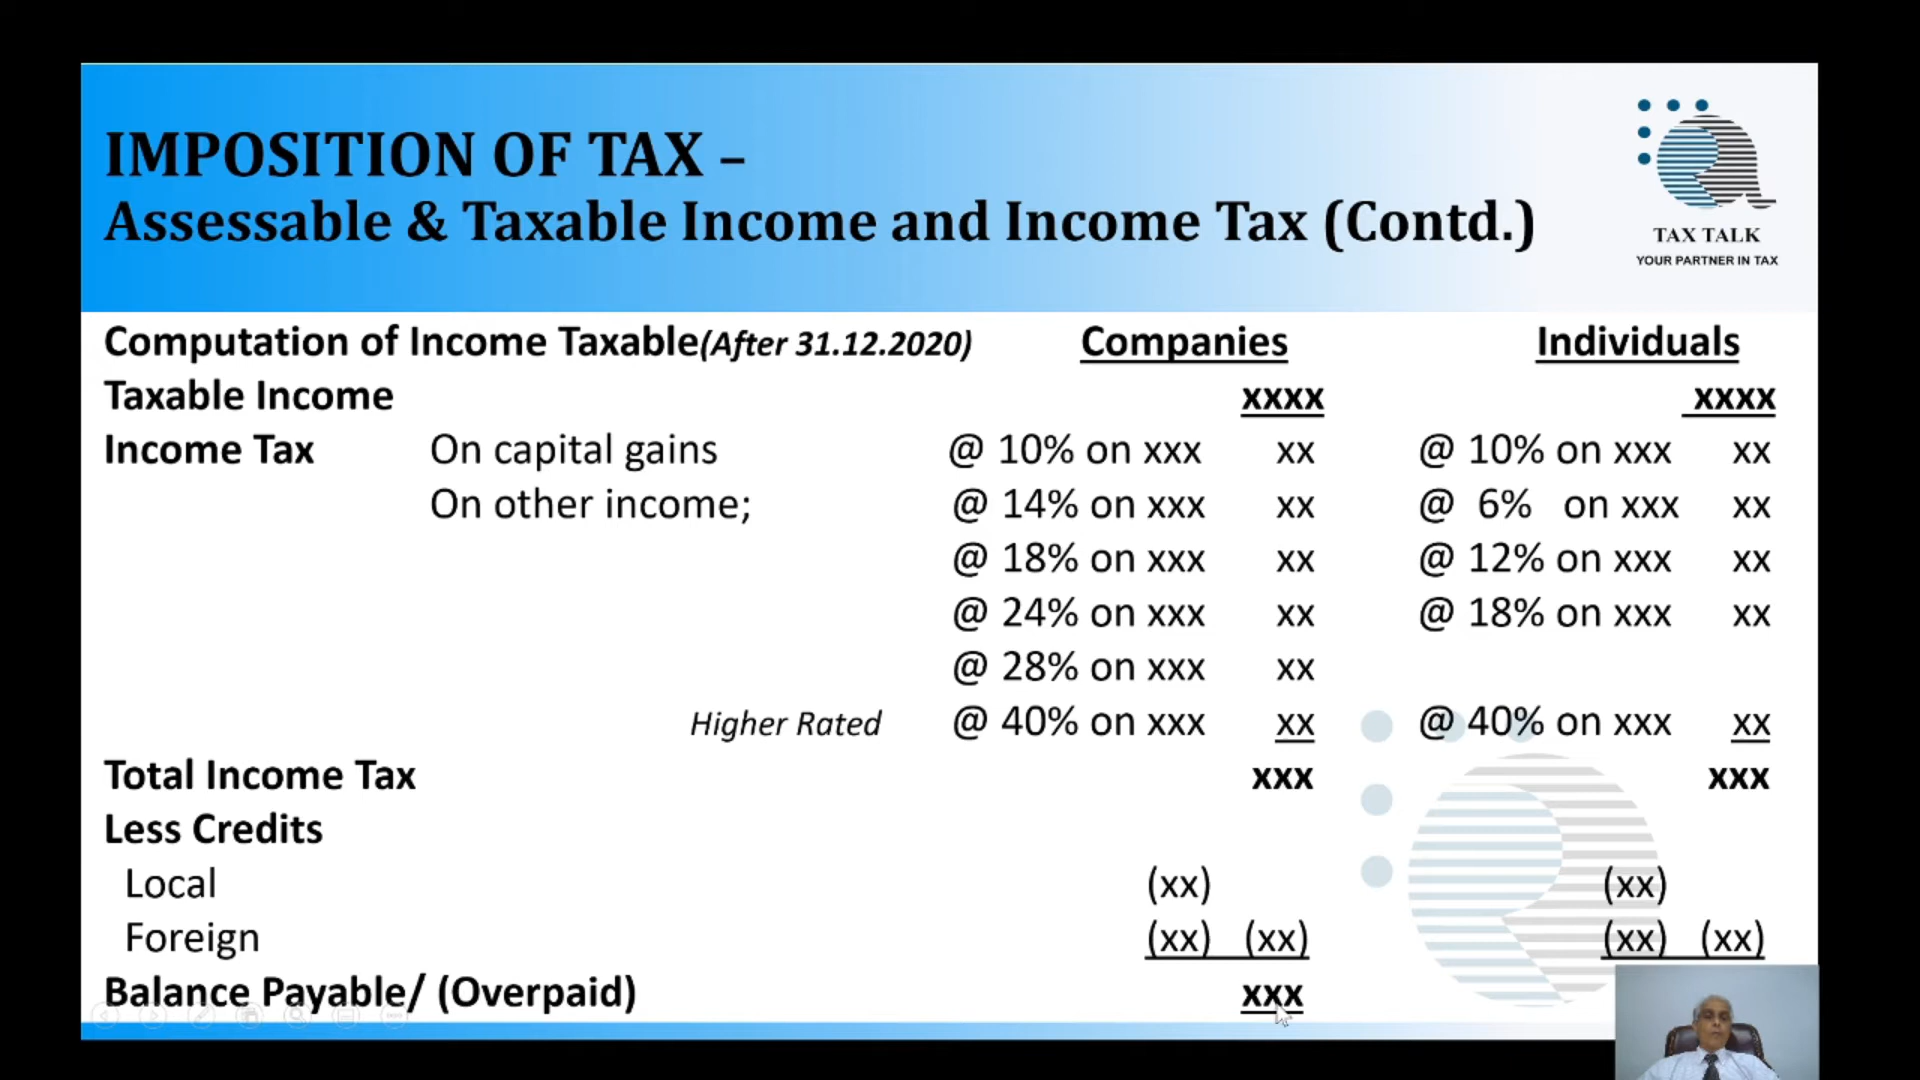 IMPOSITION OF TAX –
Assessable & Taxable Income and Income Tax (Contd.)
TAX TALK
YOUR PARTNER IN TAX
Computation of Income Taxable(After 31.12.2020) Companies Individuals
Taxable Income xxxx xxxx
Income Tax On capital gains @ 10% on xxx xx @ 10% on xxx xx
On other income; @ 14% on xxx xx @ 6% on xxx xx
@ 18% on xxx xx @ 12% on xxx xx
@ 24% on xxx xx @ 18% on xxx xx
@ 28% on xxx xx
Higher Rated @ 40% on xxx xx @ 40% on xxx xx
Total Income Tax xxx xxx
Less Credits
Local (xx) (xx)
Foreign (xx) (xx) (xx) (xx)
Balance Payable/ (Overpaid) xxx